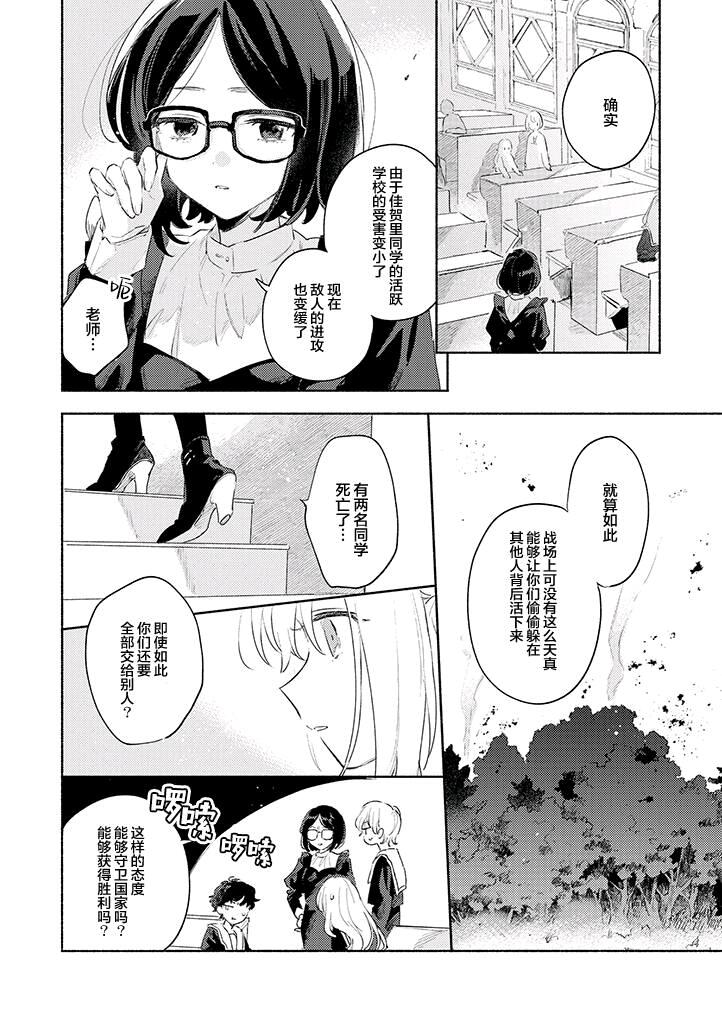 确实
由于佳贺里同学的活跃
学校的受害变小了
现在
敌人的进攻
也变缓了
呃
老师…
就算如此
战场上可没有这么天真
能够让你们偷偷躲在
其他人背后活下来
有两名同学
死亡了…
即使如此
你们还要
全部交给别人？
啰嗦
啰嗦
这样的态度
能够守卫国家吗？
能够获得胜利吗？